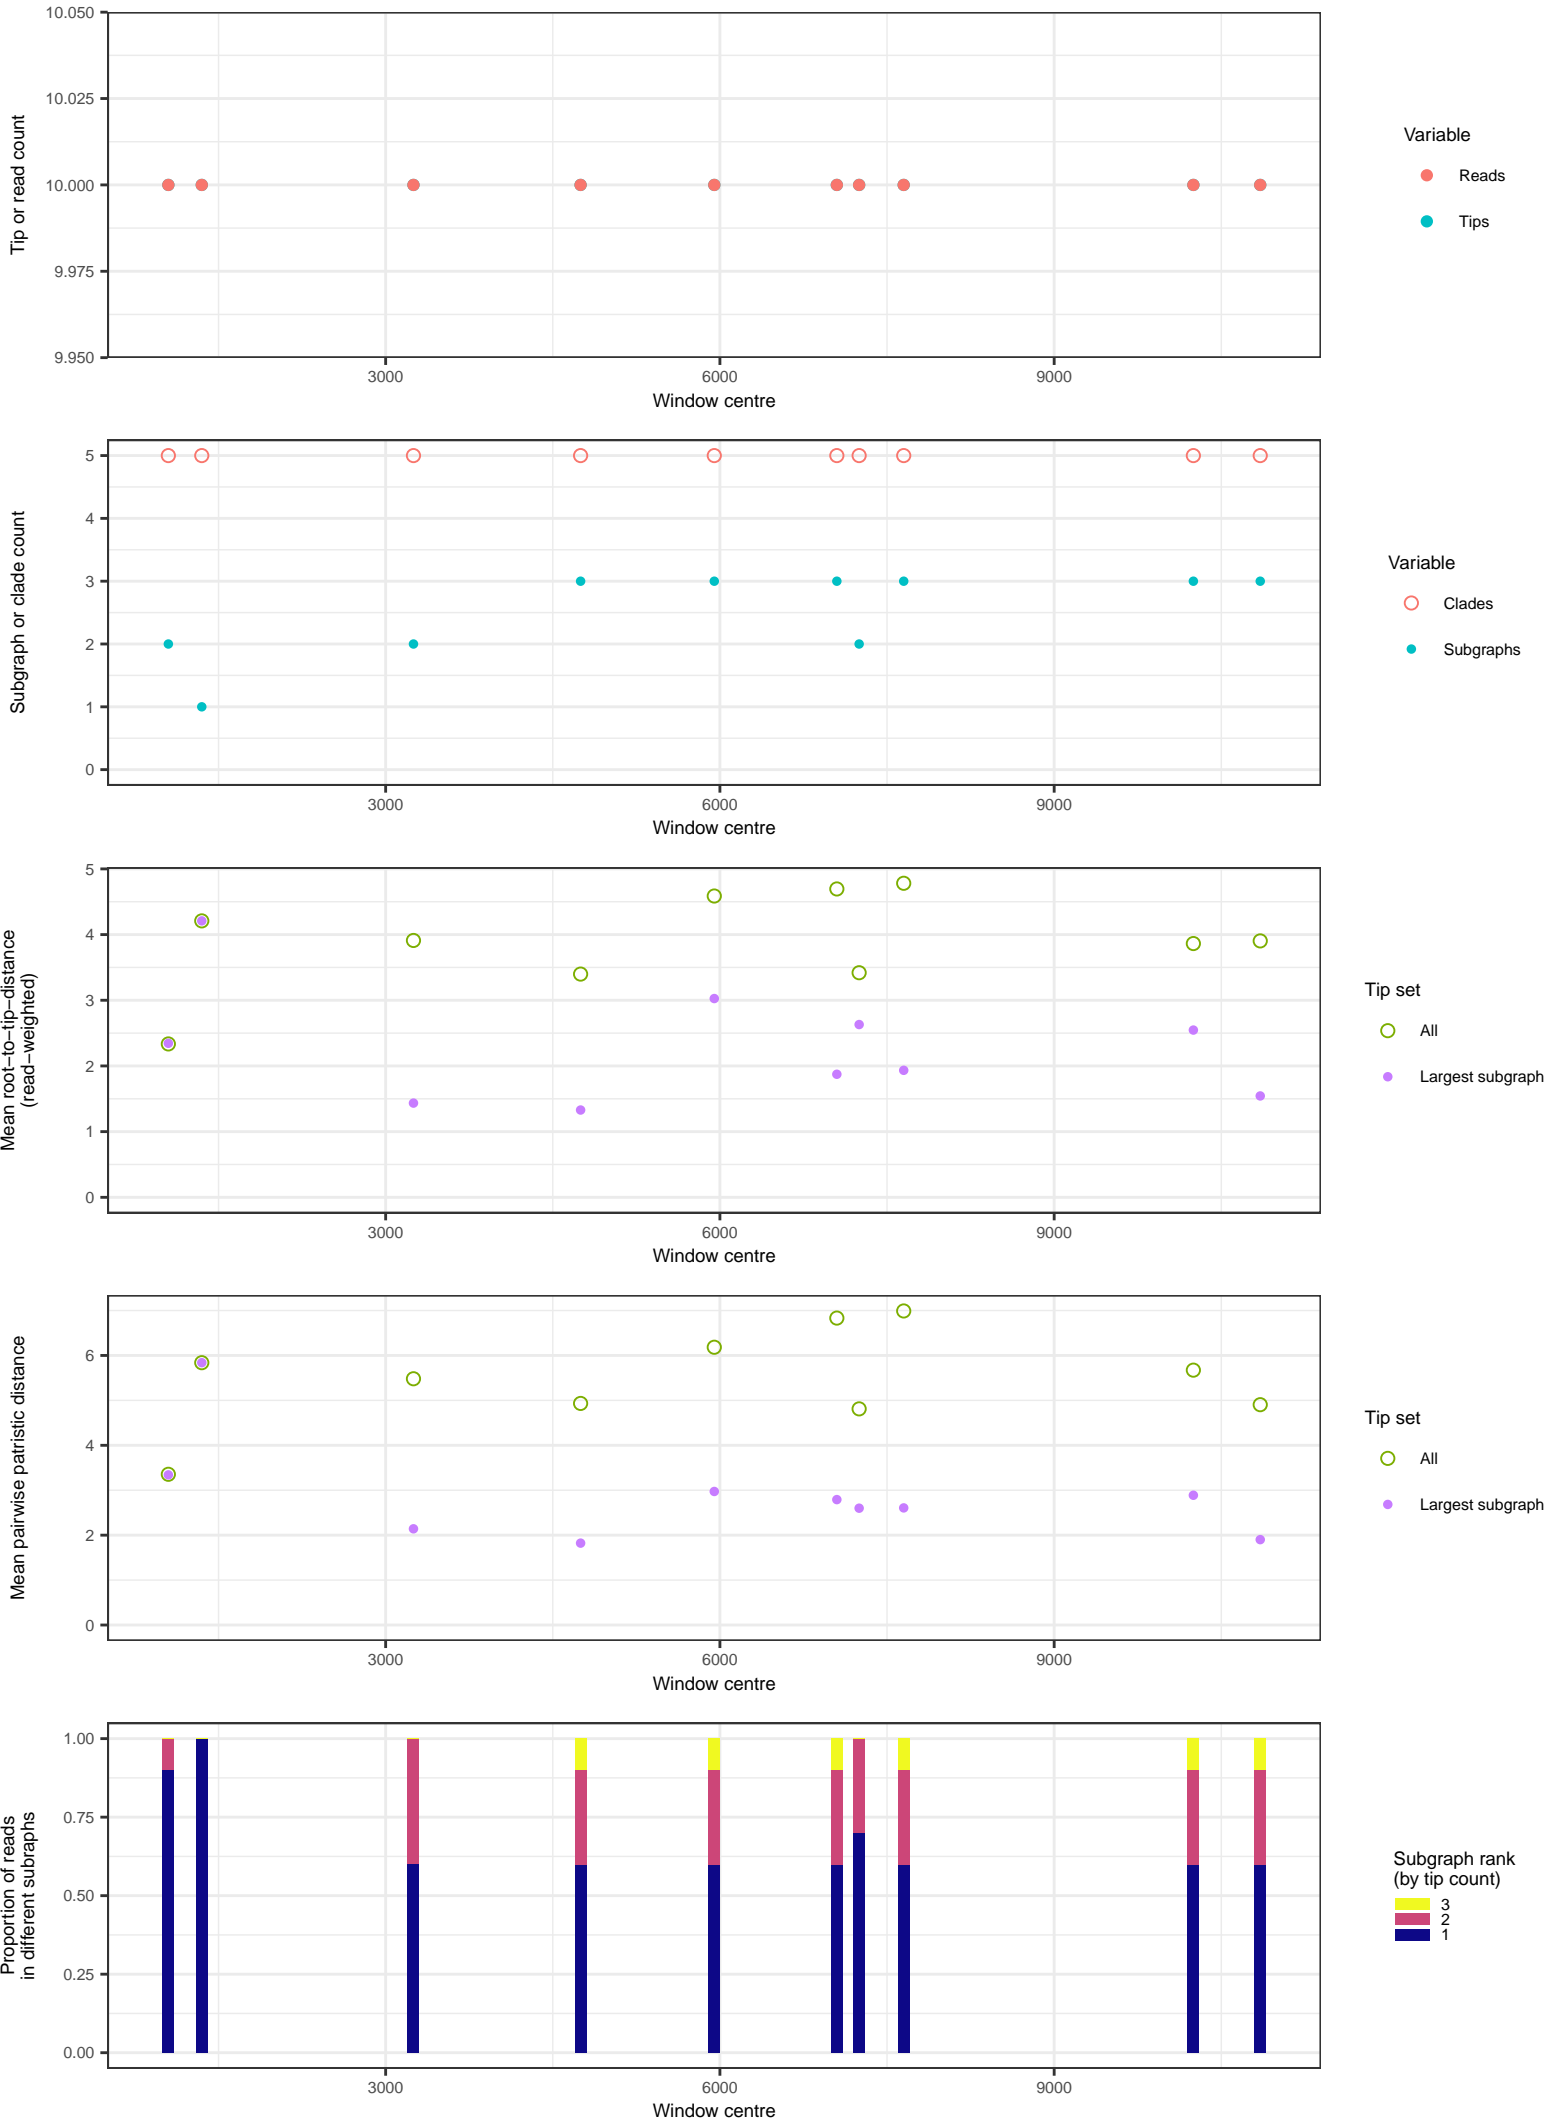 10.050
10.025
10.000
9.975
9.950
Tip or read count
3000 6000 9000
Window centre
Variable
Reads
Tips
5
4
3
2
1
0
Subgraph or clade count
3000 6000 9000
Window centre
Variable
Clades
Subgraphs
5
4
3
2
1
0
Mean root−to−tip−distance
(read−weighted)
3000 6000 9000
Window centre
Tip set
All
Largest subgraph
6
4
2
0
Mean pairwise patristic distance
3000 6000 9000
Window centre
Tip set
All
Largest subgraph
1.00
0.75
0.50
0.25
0.00
Proportion of reads
in different subraphs
3000 6000 9000
Window centre
Subgraph rank
(by tip count)
3
2
1